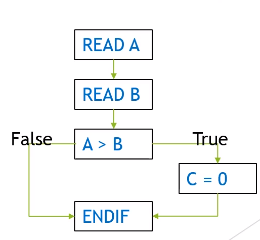 READ A
READ B
False
A > B
True
C = 0
ENDIF